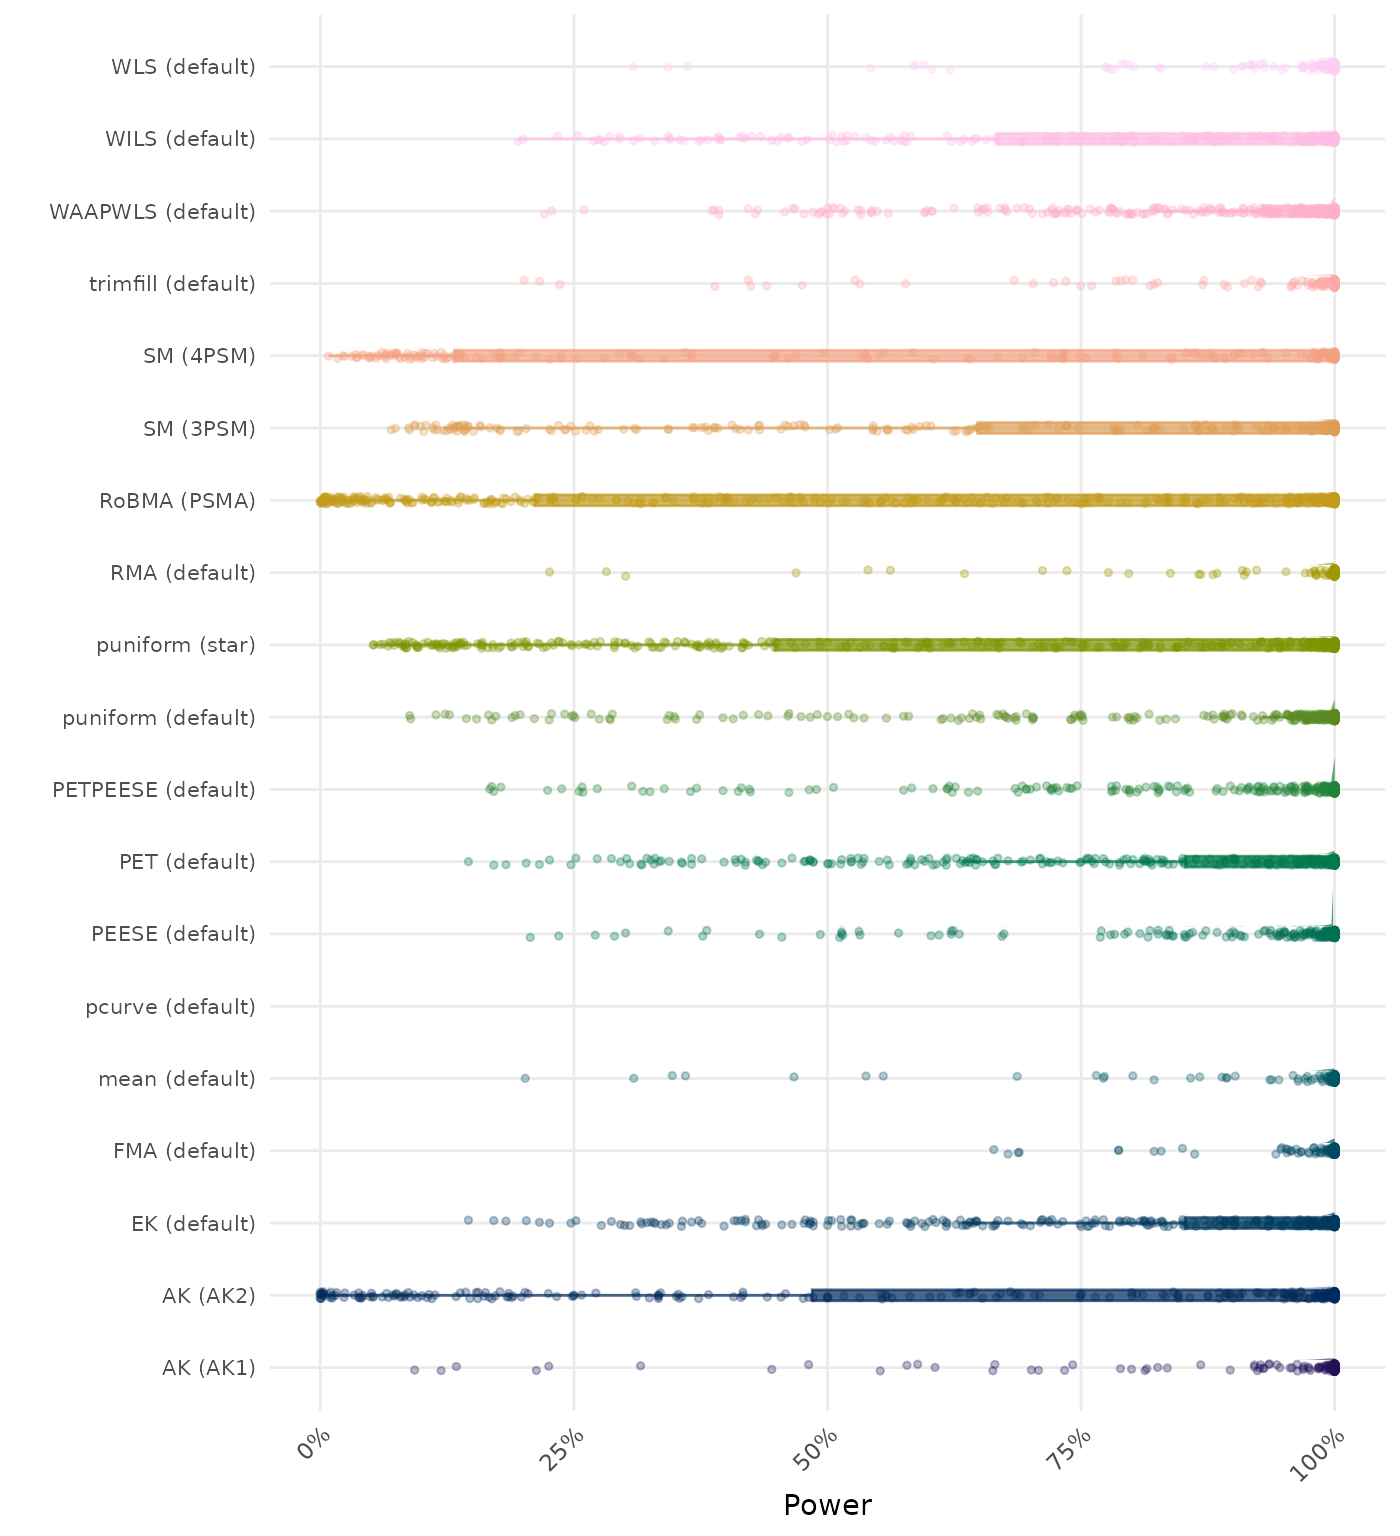 WLS (default)
WILS (default)
WAAPWLS (default)
trimfill (default)
SM (4PSM)
SM (3PSM)
RoBMA (PSMA)
RMA (default)
puniform (star)
puniform (default)
PETPEESE (default)
PET (default)
PEESE (default)
pcurve (default)
mean (default)
FMA (default)
EK (default)
AK (AK2)
AK (AK1)
0%
25%
50%
75%
100%
Power